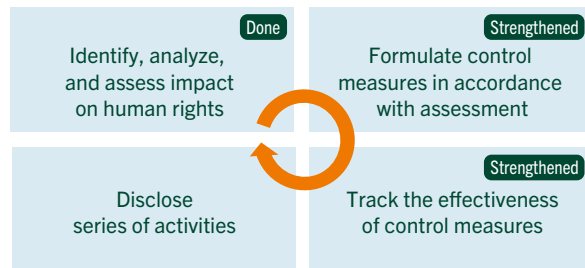 Done
Identify, analyze,
and assess impact
on human rights
Strengthened
Formulate control
measures in accordance
with assessment
Disclose
series of activities
Strengthened
Track the effectiveness
of control measures